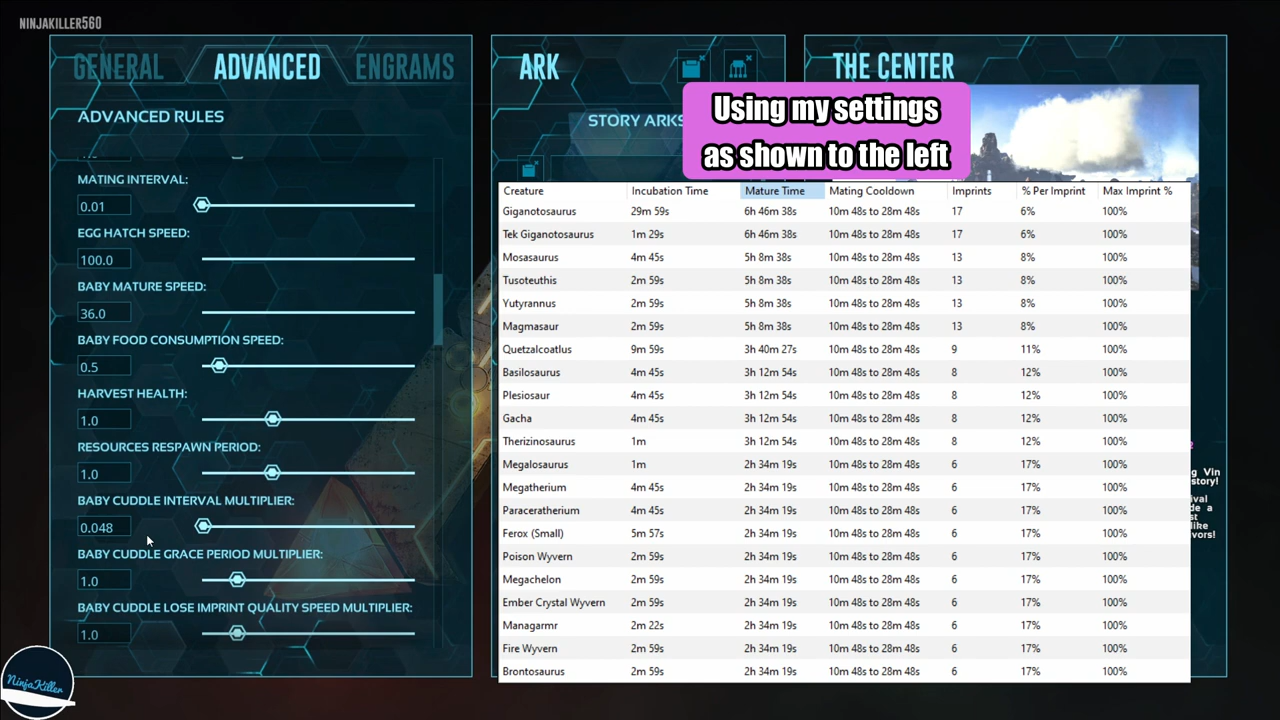 NINJAKILLER560
GENERAL ADVANCED ENGRAMS
ADVANCED RULES
MATING INTERVAL:
0.01
EGG HATCH SPEED:
100.0
BABY MATURE SPEED:
36.0
BABY FOOD CONSUMPTION SPEED:
0.5
HARVEST HEALTH:
1.0
RESOURCES RESPAWN PERIOD:
1.0
BABY CUDDLE INTERVAL MULTIPLIER:
0.048
BABY CUDDLE GRACE PERIOD MULTIPLIER:
1.0
BABY CUDDLE LOSE IMPRINT QUALITY SPEED MULTIPLIER:
1.0
NinjaKiller
ARK
STORY ARKS
THE CENTER
Using my settings
as shown to the left
Creature Incubation Time Mature Time Mating Cooldown Imprints % Per Imprint Max Imprint %
Giganotosaurus 29m 59s 6h 46m 38s 10m 48s to 28m 48s 17 6% 100%
Tek Giganotosaurus 1m 29s 6h 46m 38s 10m 48s to 28m 48s 17 6% 100%
Mosasaurus 4m 45s 5h 8m 38s 10m 48s to 28m 48s 13 8% 100%
Tusoteuthis 2m 59s 5h 8m 38s 10m 48s to 28m 48s 13 8% 100%
Yutyrannus 2m 59s 5h 8m 38s 10m 48s to 28m 48s 13 8% 100%
Magmasaur 2m 59s 5h 8m 38s 10m 48s to 28m 48s 13 8% 100%
Quetzalcoatlus 9m 59s 3h 40m 27s 10m 48s to 28m 48s 9 11% 100%
Basilosaurus 4m 45s 3h 12m 54s 10m 48s to 28m 48s 8 12% 100%
Plesiosaur 4m 45s 3h 12m 54s 10m 48s to 28m 48s 8 12% 100%
Gacha 4m 45s 3h 12m 54s 10m 48s to 28m 48s 8 12% 100%
Therizinosaurus 1m 3h 12m 54s 10m 48s to 28m 48s 8 12% 100%
Megalosaurus 1m 2h 34m 19s 10m 48s to 28m 48s 6 17% 100%
Megatherium 4m 45s 2h 34m 19s 10m 48s to 28m 48s 6 17% 100%
Paraceratherium 4m 45s 2h 34m 19s 10m 48s to 28m 48s 6 17% 100%
Ferox (Small) 5m 57s 2h 34m 19s 10m 48s to 28m 48s 6 17% 100%
Poison Wyvern 2m 59s 2h 34m 19s 10m 48s to 28m 48s 6 17% 100%
Megachelon 2m 59s 2h 34m 19s 10m 48s to 28m 48s 6 17% 100%
Ember Crystal Wyvern 2m 59s 2h 34m 19s 10m 48s to 28m 48s 6 17% 100%
Managarmr 2m 22s 2h 34m 19s 10m 48s to 28m 48s 6 17% 100%
Fire Wyvern 2m 59s 2h 34m 19s 10m 48s to 28m 48s 6 17% 100%
Brontosaurus 2m 59s 2h 34m 19s 10m 48s to 28m 48s 6 17% 100%
g Vin
story!
ival
de a
st
like
vors!